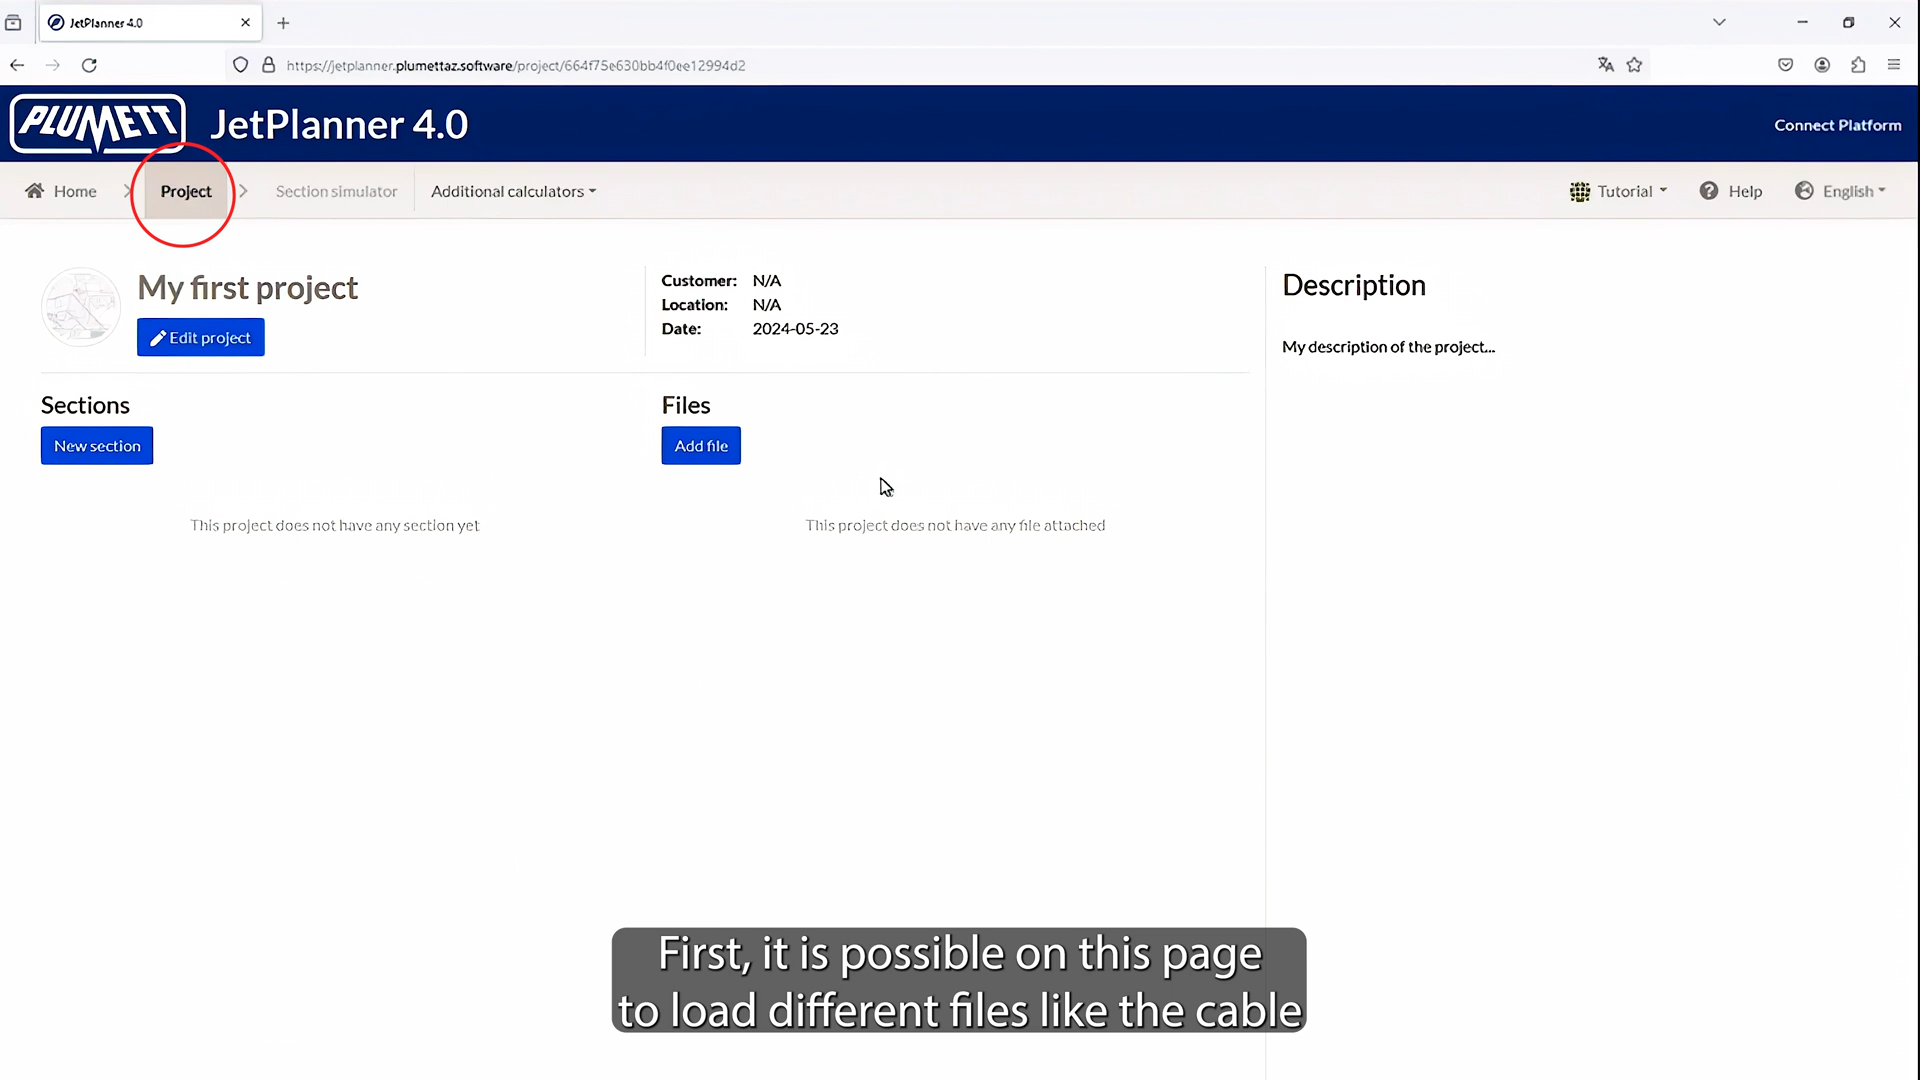 JetPlanner 4.0
https://jetplanner.plumettaz.software/project/664f75e630bb4f0ee12994d2
PLUMETT
JetPlanner 4.0
Connect Platform
Home
Project
Section simulator
Additional calculators
Tutorial
Help
English
My first project
Edit project
Customer: N/A
Location: N/A
Date: 2024-05-23
Description
My description of the project...
Sections
New section
This project does not have any section yet
Files
Add file
This project does not have any file attached
First, it is possible on this page
to load different files like the cable